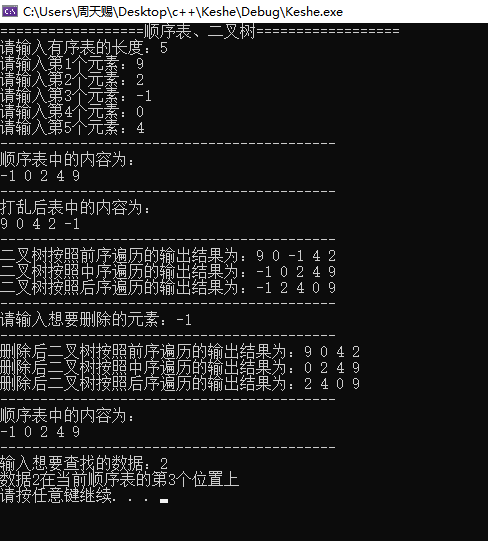 C:\Users\周天赐\Desktop\c++\Keshe\Debug\Keshe.exe
==================顺序表、二叉树==================
请输入有序表的长度：5
请输入第1个元素：9
请输入第2个元素：2
请输入第3个元素：-1
请输入第4个元素：0
请输入第5个元素：4
------------------------------------------
顺序表中的内容为：
-1 0 2 4 9
------------------------------------------
打乱后表中的内容为：
9 0 4 2 -1
------------------------------------------
二叉树按照前序遍历的输出结果为：9 0 -1 4 2
二叉树按照中序遍历的输出结果为：-1 0 2 4 9
二叉树按照后序遍历的输出结果为：-1 2 4 0 9
------------------------------------------
请输入想要删除的元素：-1
------------------------------------------
删除后二叉树按照前序遍历的输出结果为：9 0 4 2
删除后二叉树按照中序遍历的输出结果为：0 2 4 9
删除后二叉树按照后序遍历的输出结果为：2 4 0 9
------------------------------------------
顺序表中的内容为：
-1 0 2 4 9
------------------------------------------
输入想要查找的数据：2
数据2在当前顺序表的第3个位置上
请按任意键继续. . .